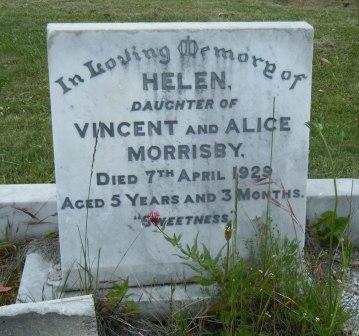 In Loving Memory of
HELEN,
DAUGHTER OF
VINCENT AND ALICE
MORRISBY,
DIED 7TH APRIL 1929
AGED 5 YEARS AND 3 MONTHS.
"SWEETNESS"